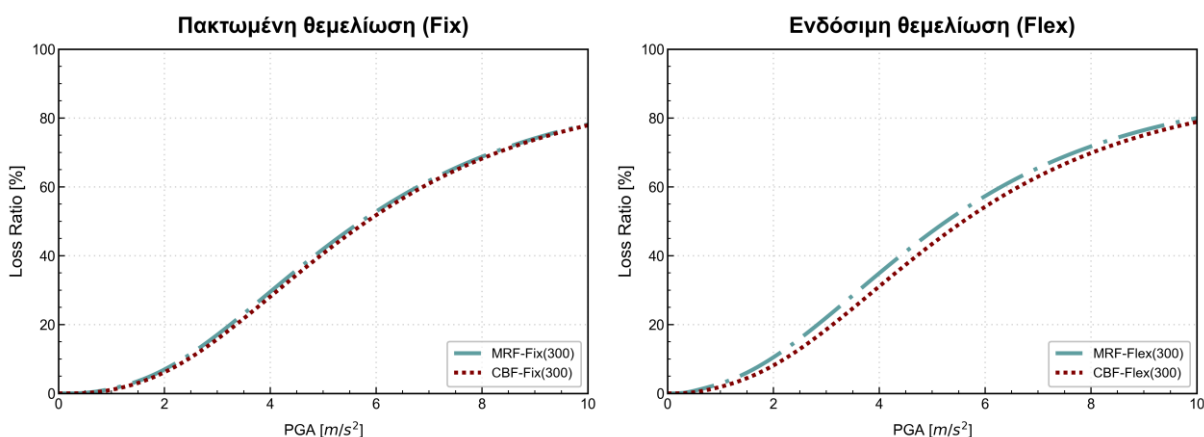 Πακτωμένη θεμελίωση (Fix)
100
80
60
40
20
0
Loss Ratio [%]
MRF-Fix(300)
CBF-Fix(300)
0 2 4 6 8 10
PGA [m/s²]
Ενδόσιμη θεμελίωση (Flex)
100
80
60
40
20
0
Loss Ratio [%]
MRF-Flex(300)
CBF-Flex(300)
0 2 4 6 8 10
PGA [m/s²]